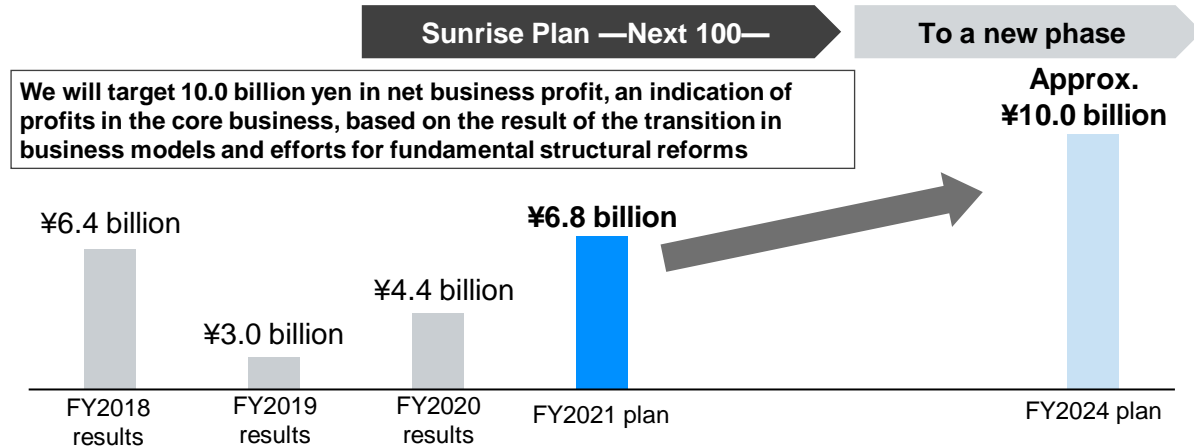 Sunrise Plan —Next 100—
To a new phase
We will target 10.0 billion yen in net business profit, an indication of
profits in the core business, based on the result of the transition in
business models and efforts for fundamental structural reforms
Approx.
¥10.0 billion
¥6.4 billion
¥3.0 billion
¥4.4 billion
¥6.8 billion
FY2018
results
FY2019
results
FY2020
results
FY2021 plan
FY2024 plan